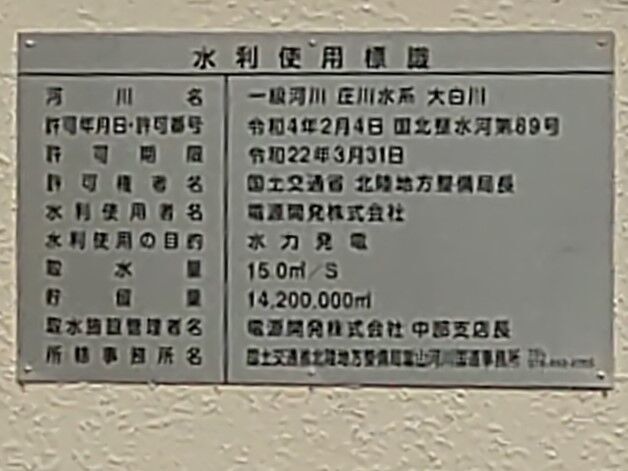 水利使用標識
河川名 一級河川 庄川水系 大白川
許可年月日・許可番号 令和4年2月4日 国北整水河第69号
許可期限 令和22年3月31日
許可権者名 国土交通省 北陸地方整備局長
水利使用者名 電源開発株式会社
水利使用の目的 水力発電
取水量 15.0㎥/S
貯留量 14,200,000㎥
取水施設管理者名 電源開発株式会社 中部支店長
所轄事務所名 国土交通省北陸地方整備局富山河川国道事務所